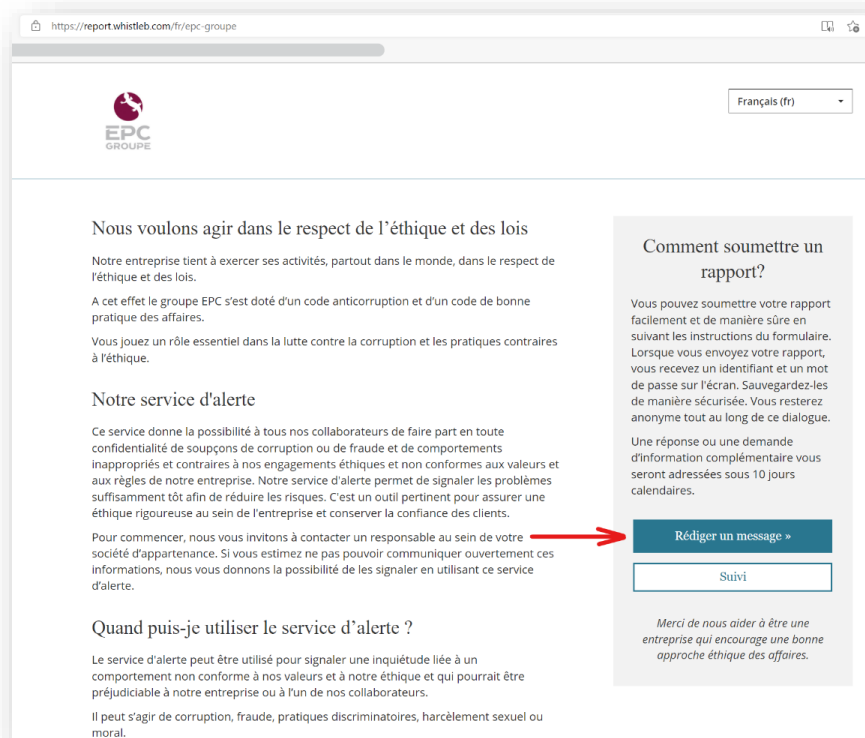 https://report.whistleb.com/fr/epc-groupe
EPC
GROUPE
Français (fr)
Nous voulons agir dans le respect de l’éthique et des lois
Notre entreprise tient à exercer ses activités, partout dans le monde, dans le respect de
l’éthique et des lois.
A cet effet le groupe EPC s’est doté d’un code anticorruption et d’un code de bonne
pratique des affaires.
Vous jouez un rôle essentiel dans la lutte contre la corruption et les pratiques contraires
à l’éthique.
Notre service d'alerte
Ce service donne la possibilité à tous nos collaborateurs de faire part en toute
confidentialité de soupçons de corruption ou de fraude et de comportements
inappropriés et contraires à nos engagements éthiques et non conformes aux valeurs et
aux règles de notre entreprise. Notre service d'alerte permet de signaler les problèmes
suffisamment tôt afin de réduire les risques. C'est un outil pertinent pour assurer une
éthique rigoureuse au sein de l'entreprise et conserver la confiance des clients.
Pour commencer, nous vous invitons à contacter un responsable au sein de votre
société d’appartenance. Si vous estimez ne pas pouvoir communiquer ouvertement ces
informations, nous vous donnons la possibilité de les signaler en utilisant ce service
d’alerte.
Quand puis-je utiliser le service d’alerte ?
Le service d'alerte peut être utilisé pour signaler une inquiétude liée à un
comportement non conforme à nos valeurs et à notre éthique et qui pourrait être
préjudiciable à notre entreprise ou à l’un de nos collaborateurs.
Il peut s’agir de corruption, fraude, pratiques discriminatoires, harcèlement sexuel ou
moral.
Comment soumettre un
rapport?
Vous pouvez soumettre votre rapport
facilement et de manière sûre en
suivant les instructions du formulaire.
Lorsque vous envoyez votre rapport,
vous recevez un identifiant et un mot
de passe sur l'écran. Sauvegardez-les
de manière sécurisée. Vous resterez
anonyme tout au long de ce dialogue.
Une réponse ou une demande
d’information complémentaire vous
seront adressées sous 10 jours
calendaires.
Rédiger un message »
Suivi
Merci de nous aider à être une
entreprise qui encourage une bonne
approche éthique des affaires.